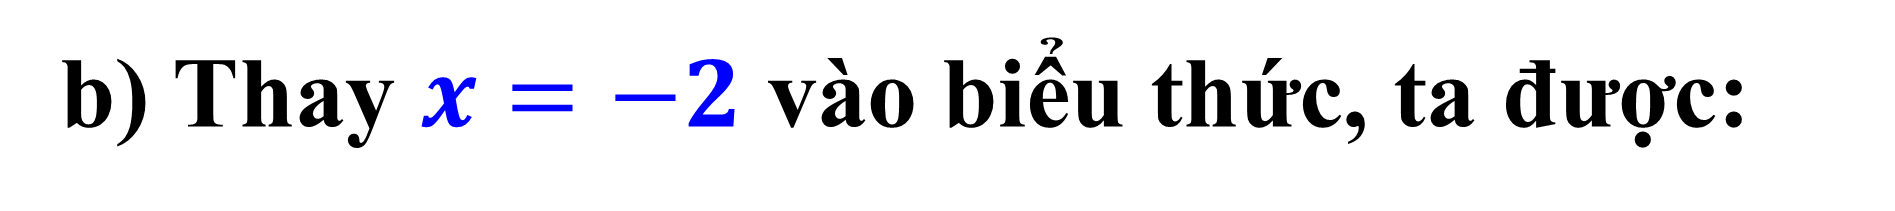 b) Thay x = −2 vào biểu thức, ta được: